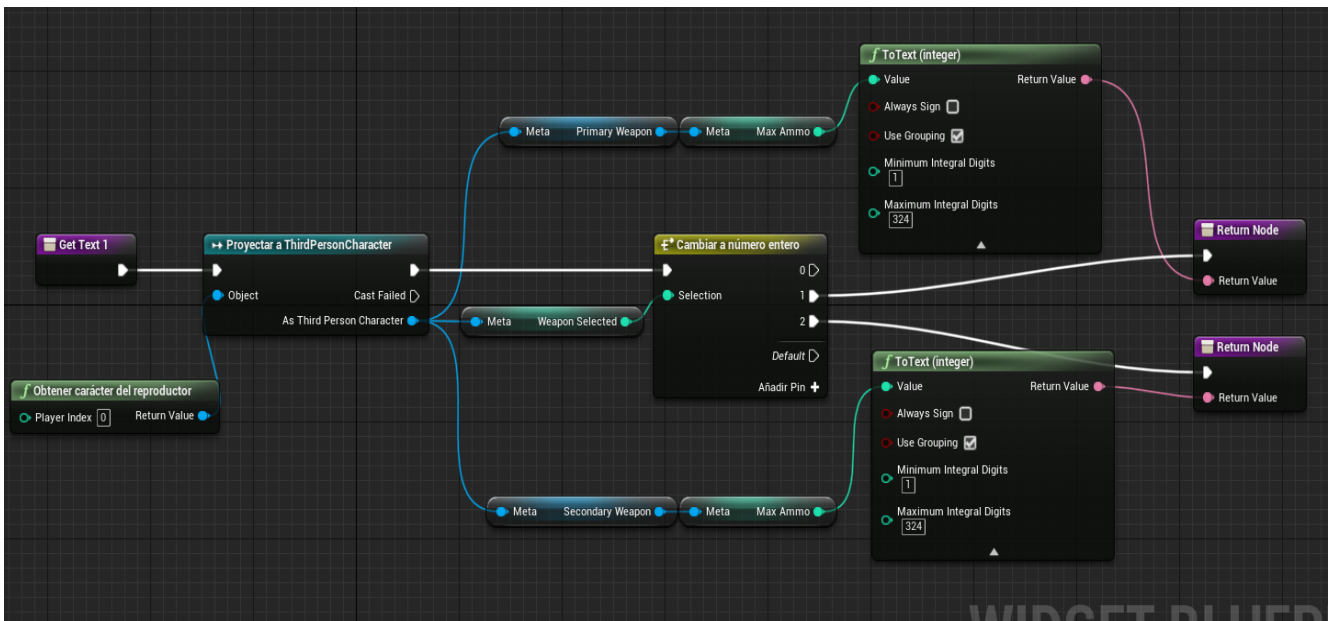 ToText (integer)
Value
Return Value
Always Sign
Use Grouping
Minimum Integral Digits
1
Maximum Integral Digits
324
Meta
Primary Weapon
Meta
Max Ammo
Get Text 1
Proyectar a ThirdPersonCharacter
Object
Cast Failed
As Third Person Character
Obtener carácter del reproductor
Player Index 0
Return Value
Meta
Weapon Selected
Cambiar a número entero
Selection
0
1
2
Default
Añadir Pin
Return Node
Return Value
Return Node
Return Value
ToText (integer)
Value
Return Value
Always Sign
Use Grouping
Minimum Integral Digits
1
Maximum Integral Digits
324
Meta
Secondary Weapon
Meta
Max Ammo